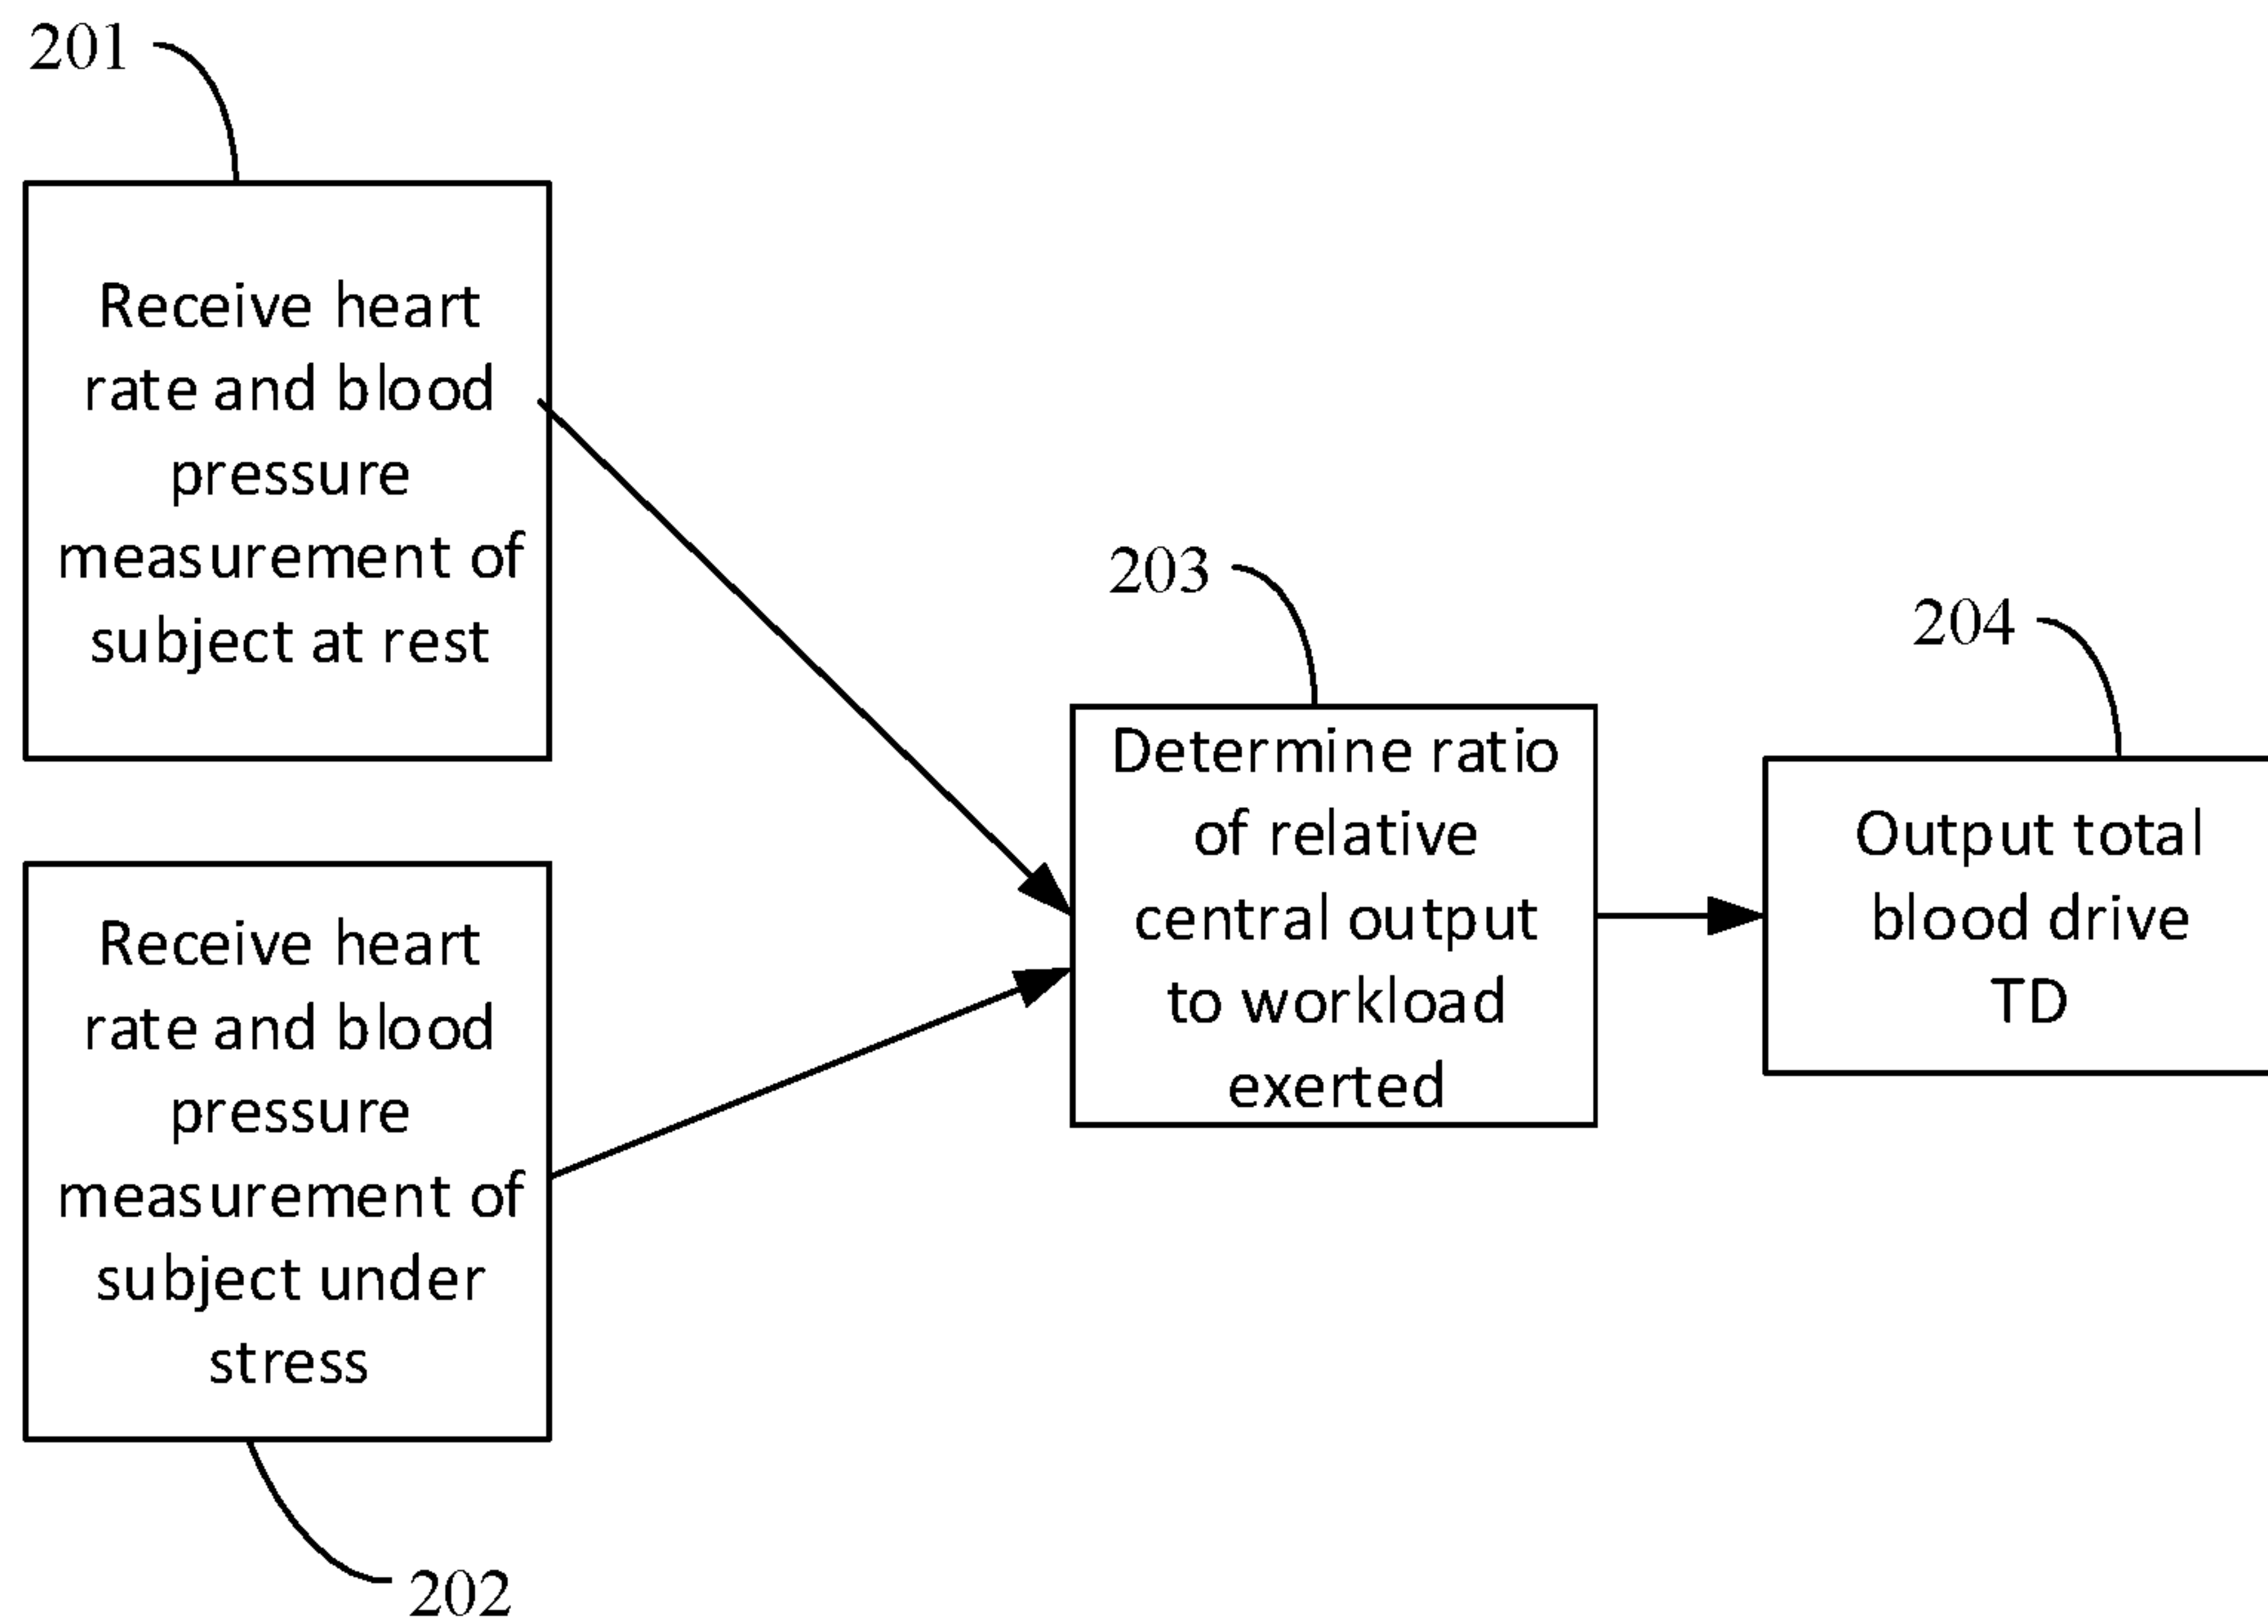 201
Receive heart
rate and blood
pressure
measurement of
subject at rest
Receive heart
rate and blood
pressure
measurement of
subject under
stress
202
203
Determine ratio
of relative
central output
to workload
exerted
204
Output total
blood drive
TD